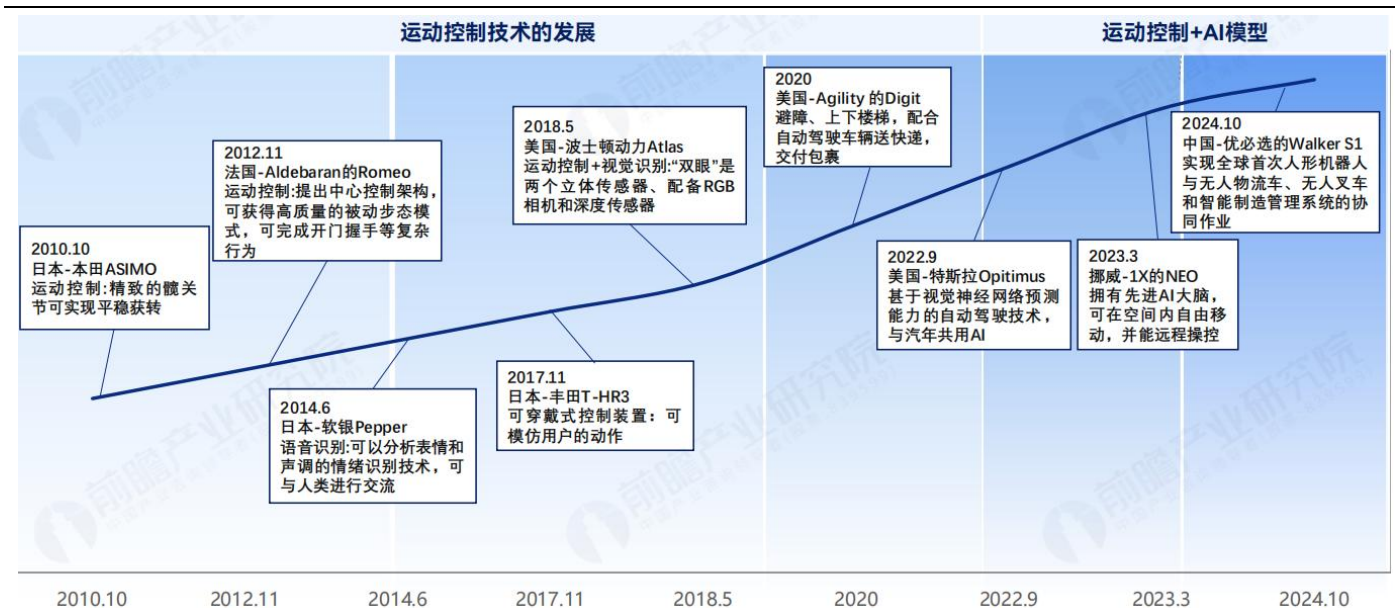 运动控制技术的发展
运动控制+AI模型
2010.10
日本-本田ASIMO
运动控制:精致的髋关
节可实现平稳获转
2012.11
法国-Aldebaran的Romeo
运动控制:提出中心控制架构,
可获得高质量的被动步态模
式，可完成开门握手等复杂
行为
2014.6
日本-软银Pepper
语音识别:可以分析表情和
声调的情绪识别技术，可
与人类进行交流
2017.11
日本-丰田T-HR3
可穿戴式控制装置：可
模仿用户的动作
2018.5
美国-波士顿动力Atlas
运动控制+视觉识别:“双眼”是
两个立体传感器、配备RGB
相机和深度传感器
2020
美国-Agility 的Digit
避障、上下楼梯，配合
自动驾驶车辆送快递，
交付包裹
2022.9
美国-特斯拉Opitimus
甚于视觉神经网络预测
能力的自动驾驶技术，
与汽年共用AI
2023.3
挪威-1X的NEO
拥有先进AI大脑，
可在空间内自由移
动，并能远程操控
2024.10
中国-优必选的Walker S1
实现全球首次人形机器人
与无人物流车、无人叉车
和智能制造管理系统的协
同作业
2010.10
2012.11
2014.6
2017.11
2018.5
2020
2022.9
2023.3
2024.10
前瞻产业研究院